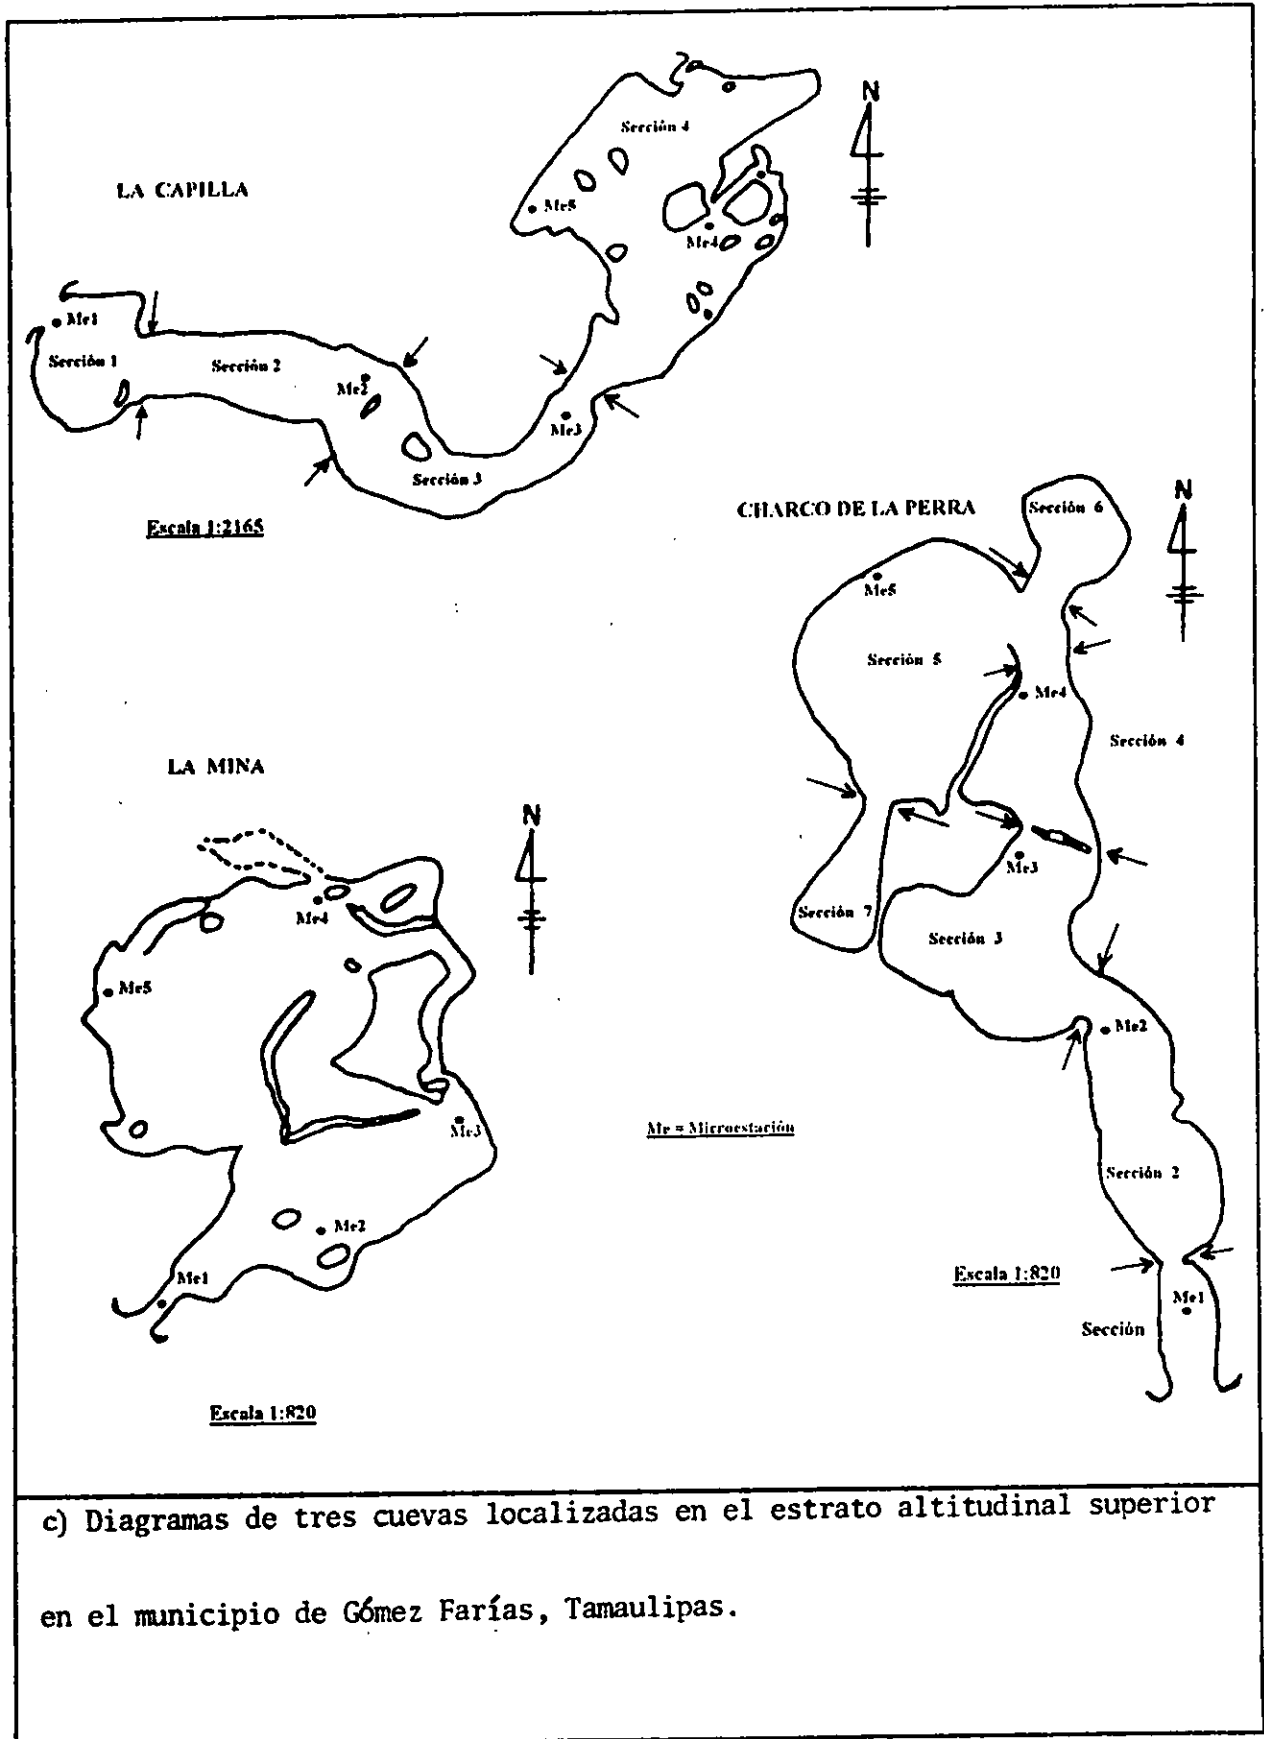 LA CAPILLA
N
Sección 4
Me5
Me4
Me1
Sección 1
Sección 2
Me2
Me3
Sección 3
Escala 1:2165
CHARCO DE LA PERRA
N
Sección 6
Me5
Sección 5
Me4
Sección 4
Me3
Sección 7
Sección 3
Me2
Sección 2
Escala 1:820
Me1
Sección
LA MINA
N
Me4
Me5
Me3
Me2
Me1
Escala 1:820
Me = Microestación
c) Diagramas de tres cuevas localizadas en el estrato altitudinal superior
en el municipio de Gómez Farías, Tamaulipas.